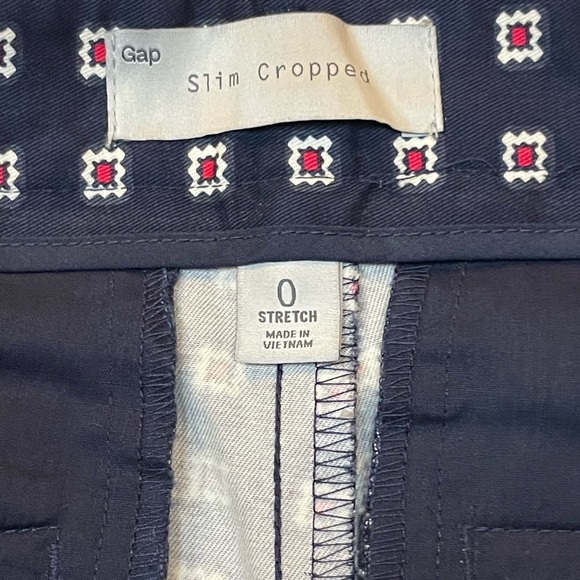 Gap
Slim Cropped
0
STRETCH
MADE IN
VIETNAM